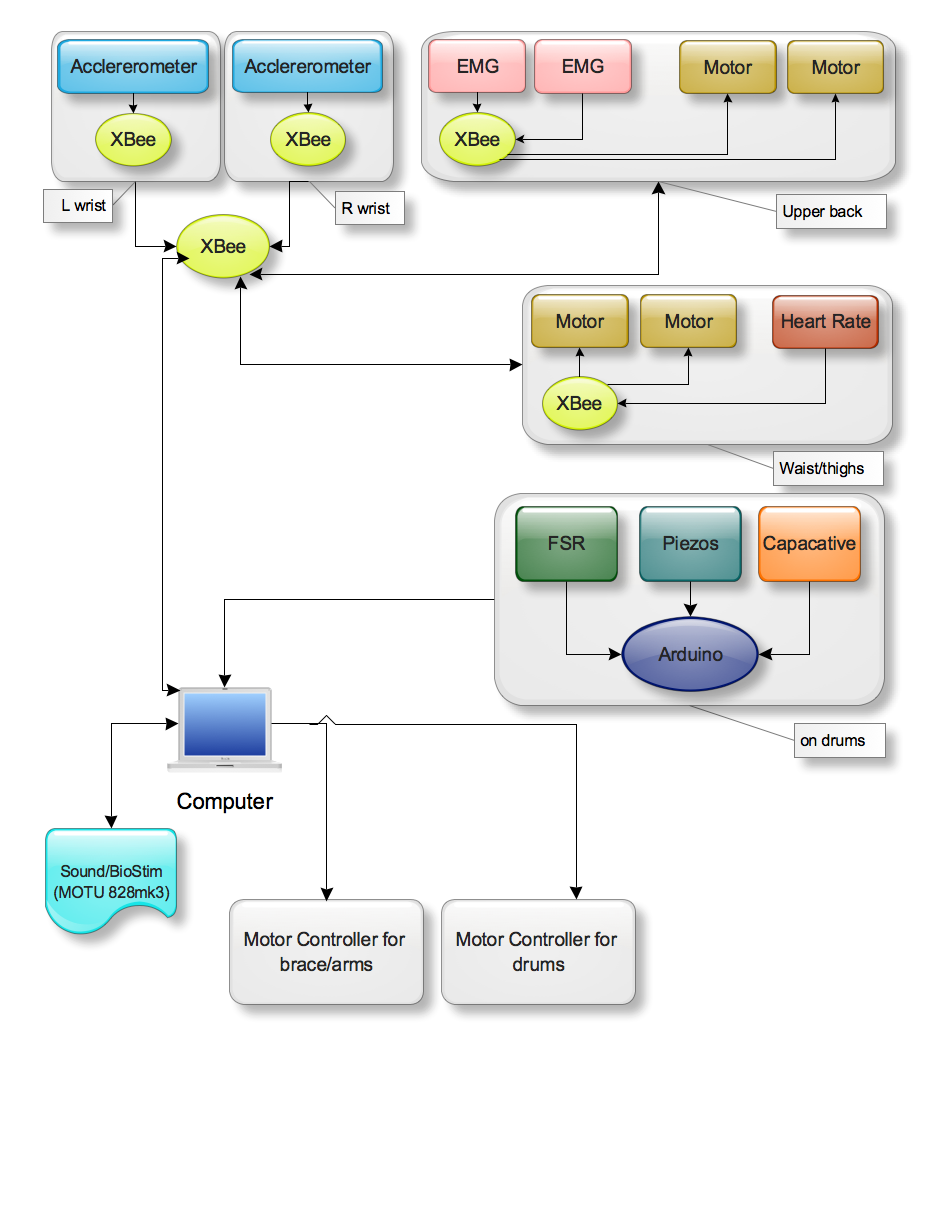 Acclererometer
Acclererometer
EMG
EMG
Motor
Motor
XBee
XBee
XBee
L wrist
R wrist
Upper back
XBee
Motor
Motor
Heart Rate
XBee
Waist/thighs
FSR
Piezos
Capacative
Arduino
on drums
Computer
Sound/BioStim
(MOTU 828mk3)
Motor Controller for
brace/arms
Motor Controller for
drums